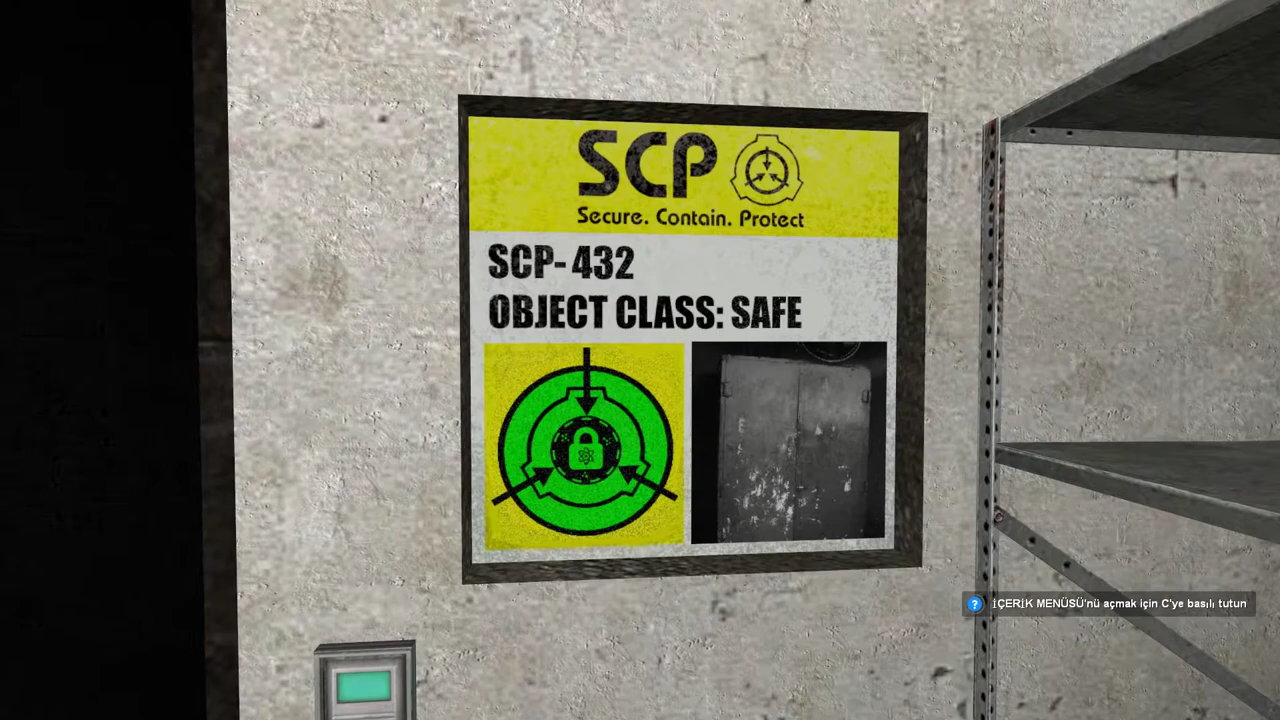 SCP
Secure. Contain. Protect
SCP-432
OBJECT CLASS: SAFE
İÇERİK MENÜSÜ'nü açmak için C'ye basılı tutun